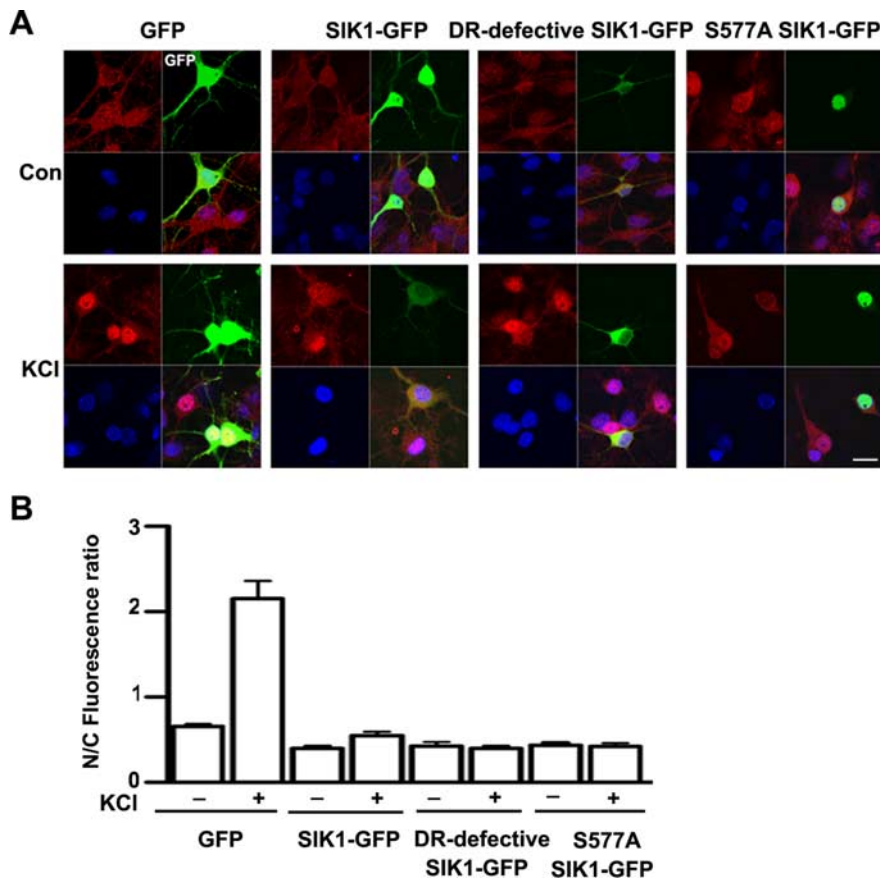 A
GFP SIK1-GFP DR-defective SIK1-GFP S577A SIK1-GFP
GFP
Con
KCl
B
N/C Fluorescence ratio
3
2
1
0
KCl – + – + – + – +
GFP SIK1-GFP DR-defective SIK1-GFP S577A SIK1-GFP